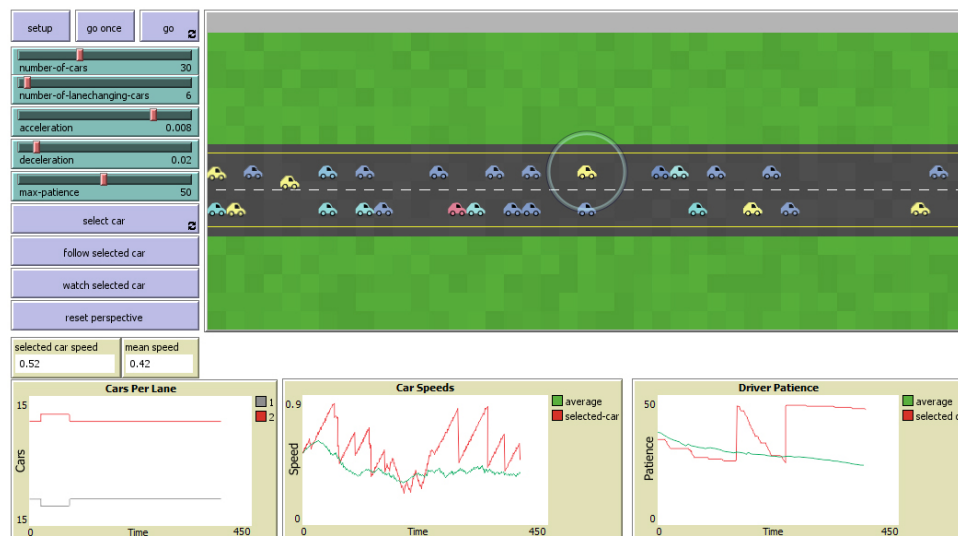 setup
go once
go
number-of-cars 30
number-of-lanechanging-cars 6
acceleration 0.008
deceleration 0.02
max-patience 50
select car
follow selected car
watch selected car
reset perspective
selected car speed
0.52
mean speed
0.42
Cars Per Lane
15
Cars
15
0
Time
450
1
2
Car Speeds
0.9
Speed
0
0
Time
450
average
selected-car
Driver Patience
50
Patience
0
0
Time
450
average
selected c